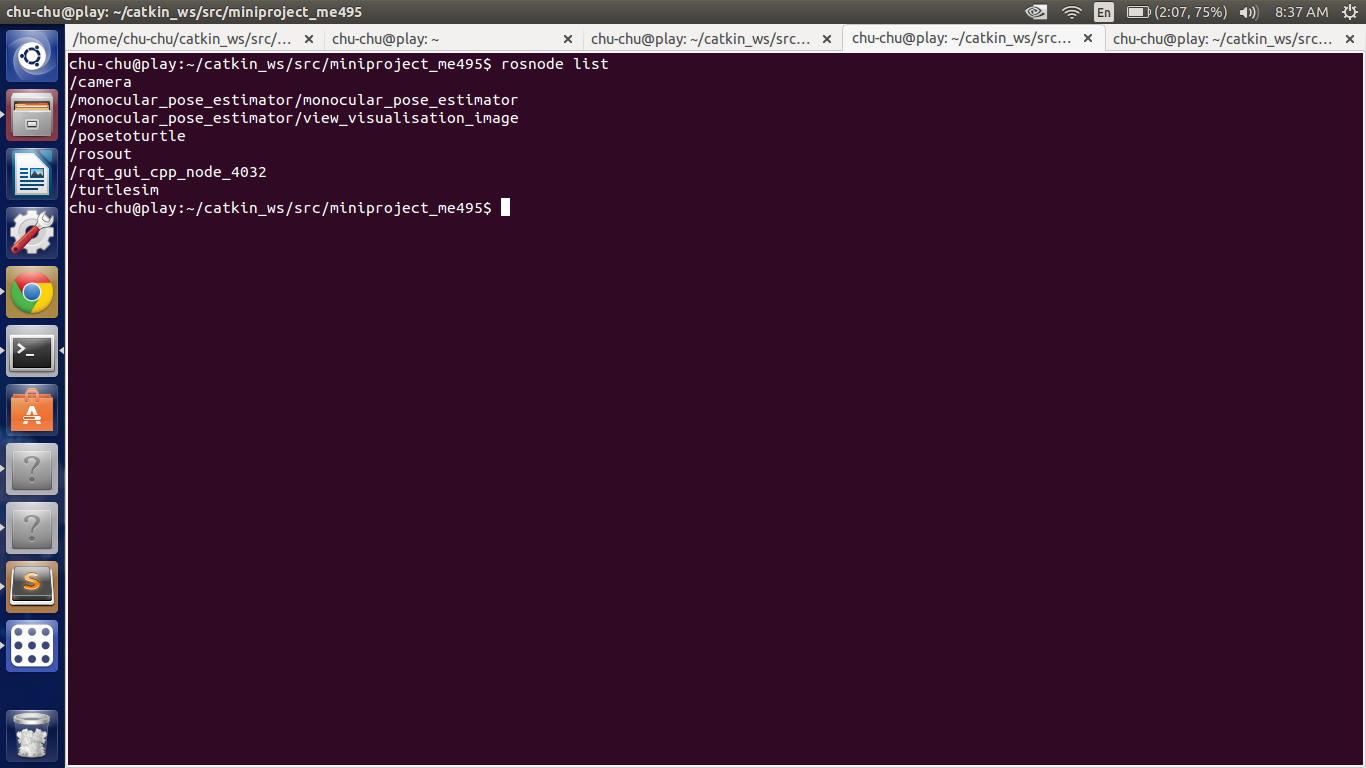 chu-chu@play: ~/catkin_ws/src/miniproject_me495
En
(2:07, 75%)
8:37 AM
/home/chu-chu/catkin_ws/src/...
chu-chu@play: ~
chu-chu@play: ~/catkin_ws/src...
chu-chu@play: ~/catkin_ws/src...
chu-chu@play: ~/catkin_ws/src...
chu-chu@play:~/catkin_ws/src/miniproject_me495$ rosnode list
/camera
/monocular_pose_estimator/monocular_pose_estimator
/monocular_pose_estimator/view_visualisation_image
/posetoturtle
/rosout
/rqt_gui_cpp_node_4032
/turtlesim
chu-chu@play:~/catkin_ws/src/miniproject_me495$